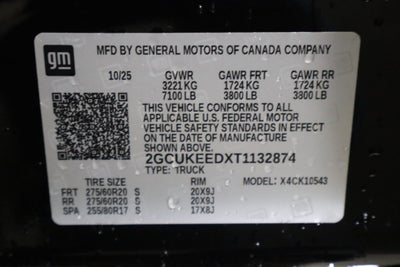 gm
MFD BY GENERAL MOTORS OF CANADA COMPANY
10/25 GVWR GAWR FRT GAWR RR
3221 KG 1724 KG 1724 KG
7100 LB 3800 LB 3800 LB
THIS VEHICLE CONFORMS TO ALL
APPLICABLE U.S. FEDERAL MOTOR
VEHICLE SAFETY STANDARDS IN EFFECT
ON THE DATE OF MANUFACTURE
SHOWN ABOVE.
2GCUKEEDXT1132874
TYPE: TRUCK MODEL: X4CK10543
TIRE SIZE RIM
FRT 275/60R20 S 20X9J
RR 275/60R20 S 20X9J
SPA 255/80R17 S 17X8J